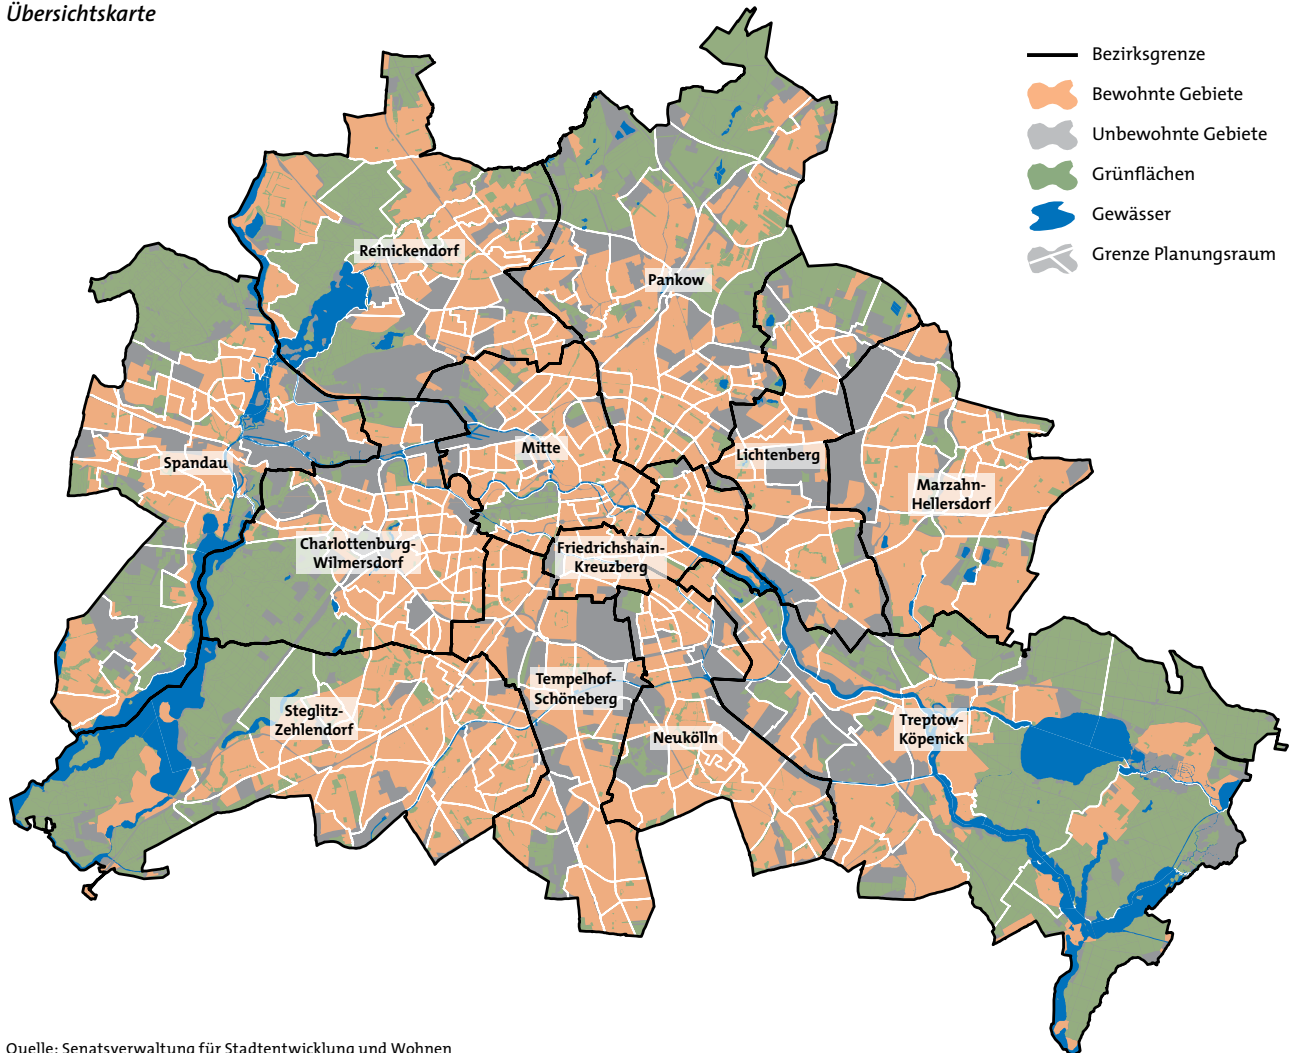 Übersichtskarte
Bezirksgrenze
Bewohnte Gebiete
Unbewohnte Gebiete
Grünflächen
Gewässer
Grenze Planungsraum
Reinickendorf
Pankow
Mitte
Spandau
Lichtenberg
Marzahn-
Hellersdorf
Charlottenburg-
Wilmersdorf
Friedrichshain-
Kreuzberg
Tempelhof-
Schöneberg
Steglitz-
Zehlendorf
Neukölln
Treptow-
Köpenick
Quelle: Senatsverwaltung für Stadtentwicklung und Wohnen